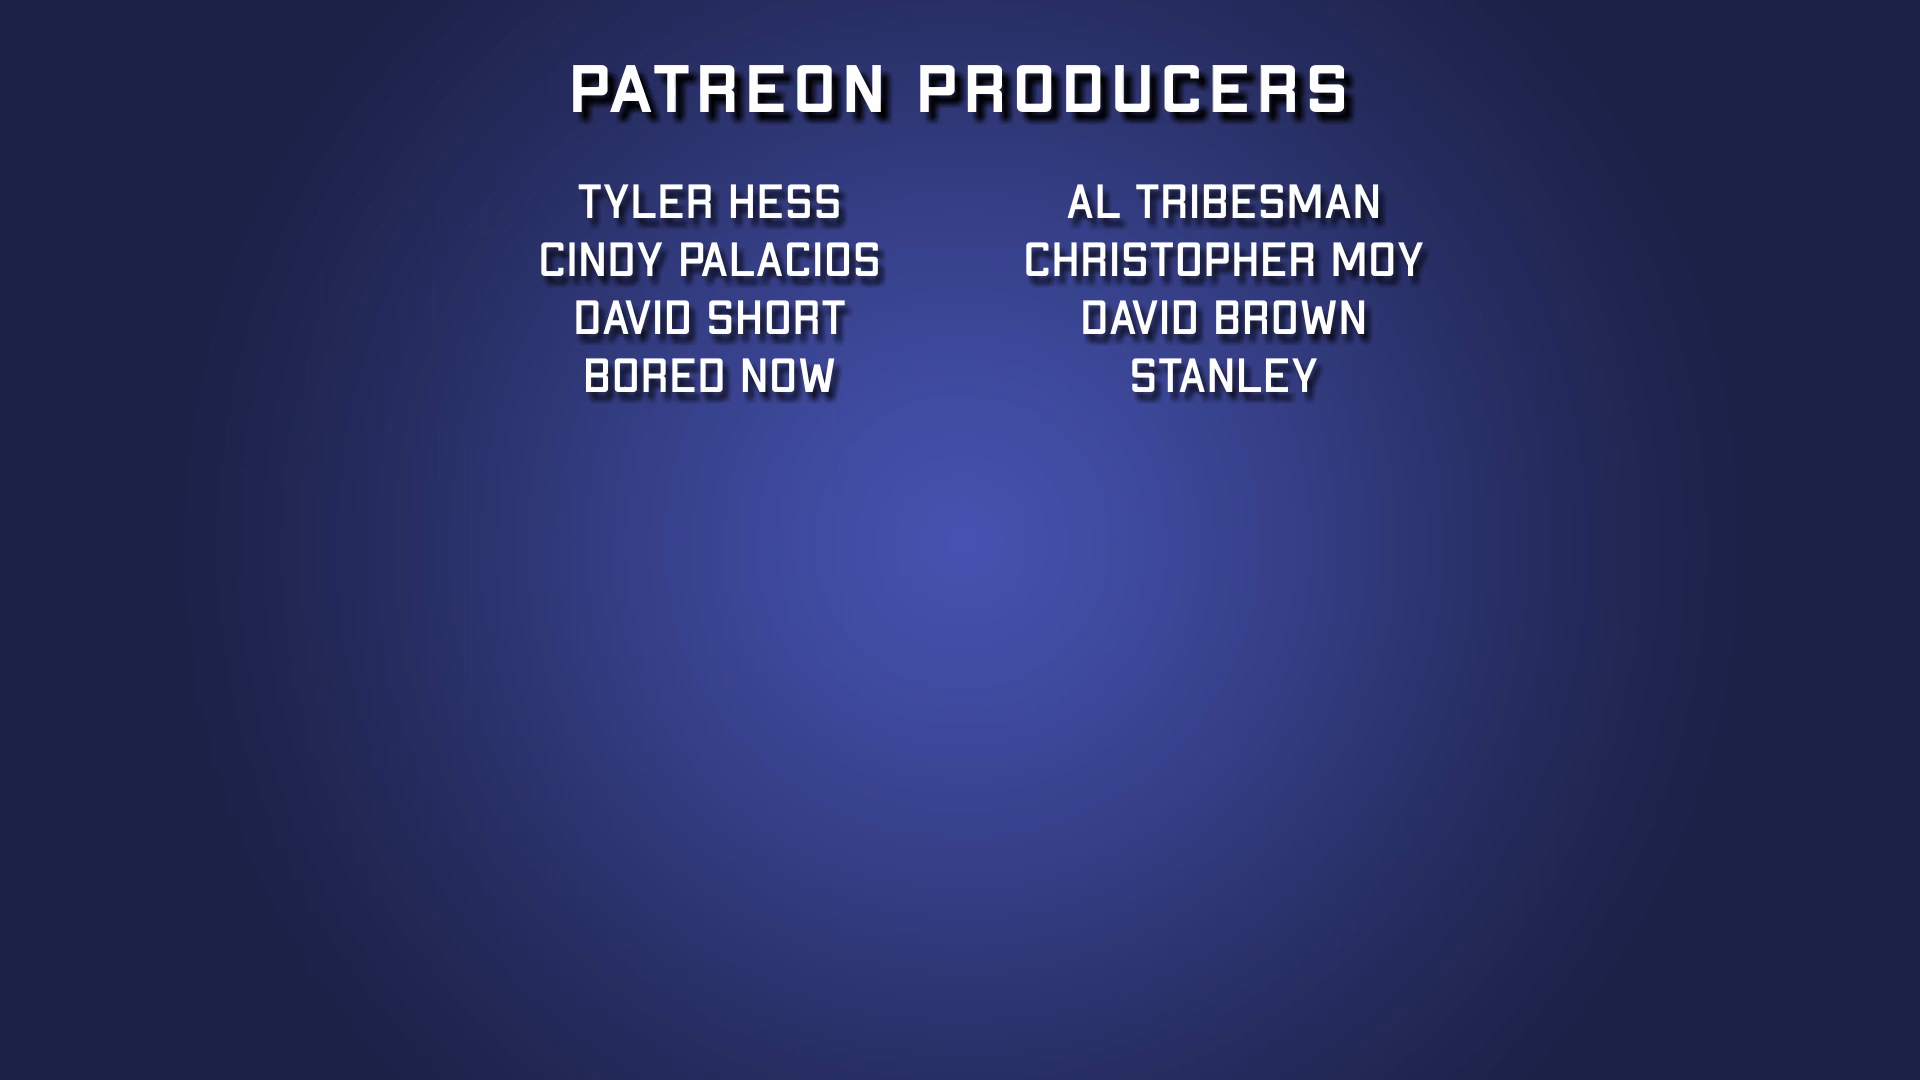 PATREON PRODUCERS
TYLER HESS
CINDY PALACIOS
DAVID SHORT
BORED NOW
AL TRIBESMAN
CHRISTOPHER MOY
DAVID BROWN
STANLEY